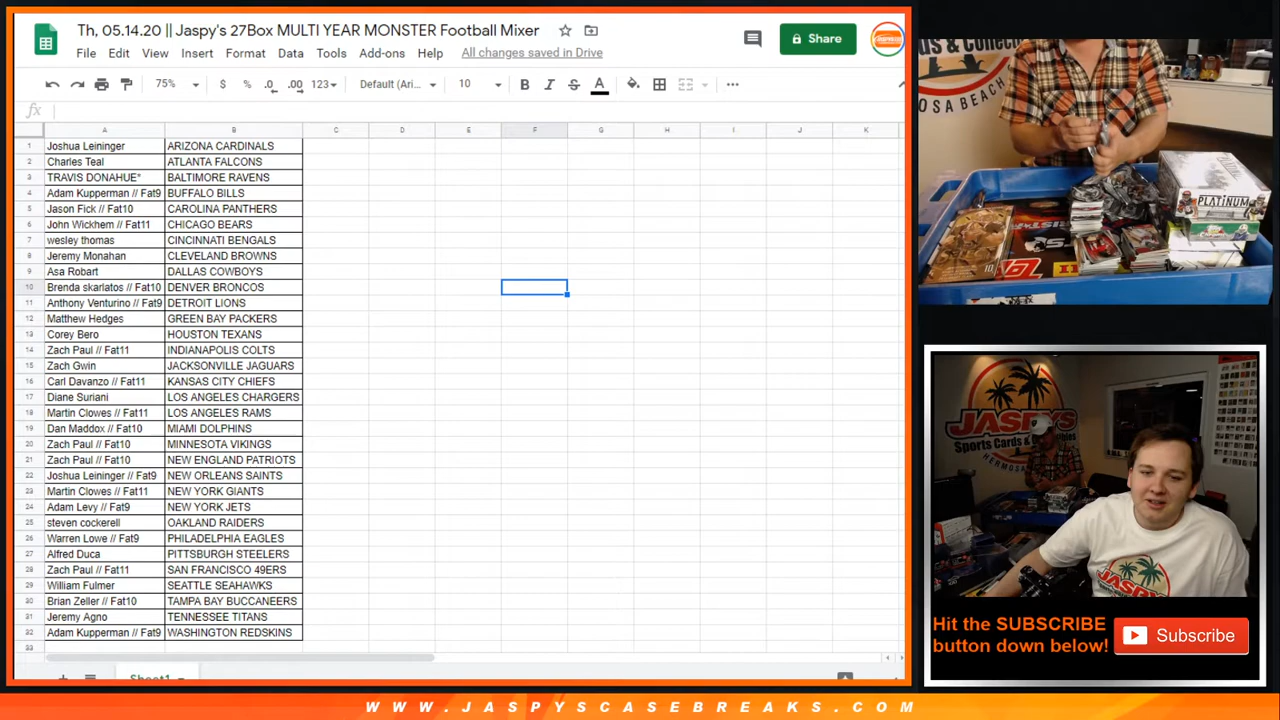 Th, 05.14.20 || Jaspy's 27Box MULTI YEAR MONSTER Football Mixer
File Edit View Insert Format Data Tools Add-ons Help All changes saved in Drive
Share
75% $ % .0 .00 123 Default (Ari... 10 B I S A
fx
A B C D E F G H I J K
1 Joshua Leininger ARIZONA CARDINALS
2 Charles Teal ATLANTA FALCONS
3 TRAVIS DONAHUE* BALTIMORE RAVENS
4 Adam Kupperman // Fat9 BUFFALO BILLS
5 Jason Fick // Fat10 CAROLINA PANTHERS
6 John Wickhem // Fat11 CHICAGO BEARS
7 wesley thomas CINCINNATI BENGALS
8 Jeremy Monahan CLEVELAND BROWNS
9 Asa Robart DALLAS COWBOYS
10 Brenda skarlatos // Fat10 DENVER BRONCOS
11 Anthony Venturino // Fat9 DETROIT LIONS
12 Matthew Hedges GREEN BAY PACKERS
13 Corey Bero HOUSTON TEXANS
14 Zach Paul // Fat11 INDIANAPOLIS COLTS
15 Zach Gwin JACKSONVILLE JAGUARS
16 Carl Davanzo // Fat11 KANSAS CITY CHIEFS
17 Diane Suriani LOS ANGELES CHARGERS
18 Martin Clowes // Fat11 LOS ANGELES RAMS
19 Dan Maddox // Fat10 MIAMI DOLPHINS
20 Zach Paul // Fat10 MINNESOTA VIKINGS
21 Zach Paul // Fat10 NEW ENGLAND PATRIOTS
22 Joshua Leininger // Fat9 NEW ORLEANS SAINTS
23 Martin Clowes // Fat11 NEW YORK GIANTS
24 Adam Levy // Fat9 NEW YORK JETS
25 steven cockerell OAKLAND RAIDERS
26 Warren Lowe // Fat9 PHILADELPHIA EAGLES
27 Alfred Duca PITTSBURGH STEELERS
28 Zach Paul // Fat11 SAN FRANCISCO 49ERS
29 William Fulmer SEATTLE SEAHAWKS
30 Brian Zeller // Fat10 TAMPA BAY BUCCANEERS
31 Jeremy Agno TENNESSEE TITANS
32 Adam Kupperman // Fat9 WASHINGTON REDSKINS
33
Sheet1
PLATINUM
JASPYS
Sports Cards & Collectibles
HERMOSA BEACH
JASPYS
Hit the SUBSCRIBE
button down below!
Subscribe
WWW.JASPYSCASEBREAKS.COM